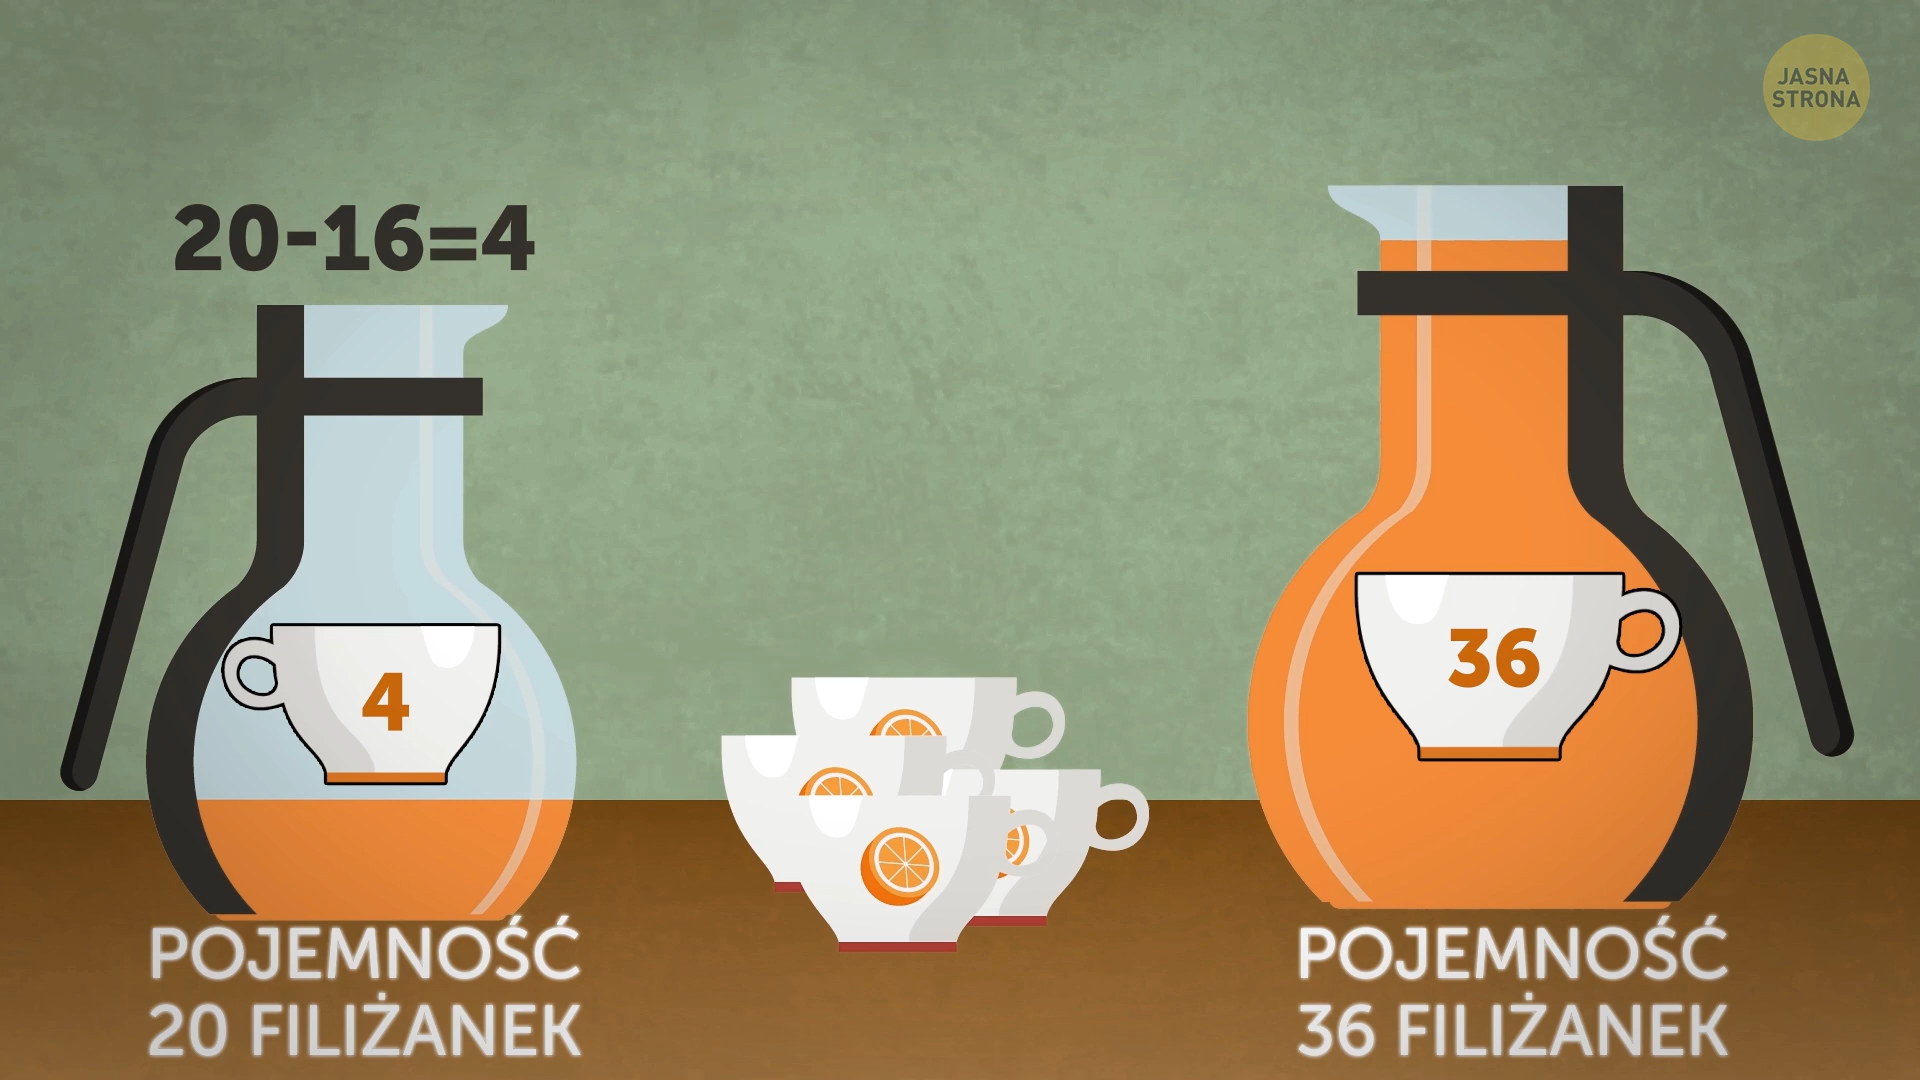 JASNA
STRONA
20-16=4
4
36
POJEMNOŚĆ
20 FILIŻANEK
POJEMNOŚĆ
36 FILIŻANEK